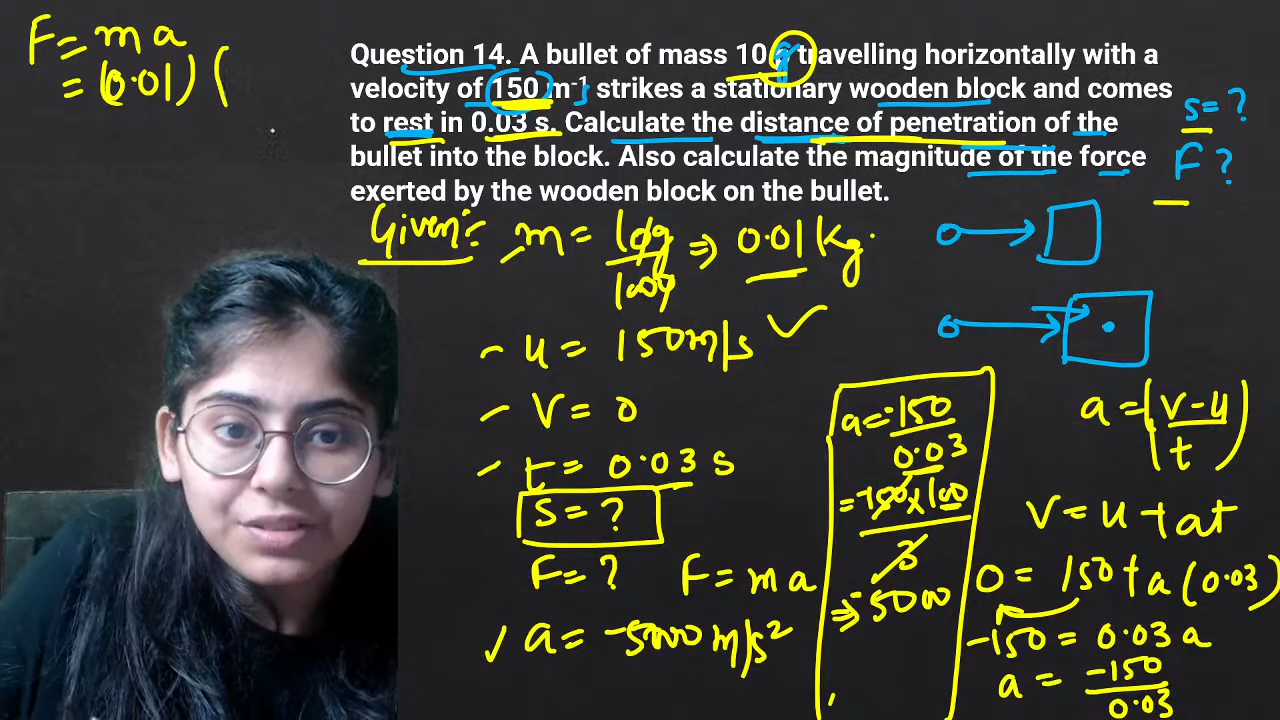 F = ma
= (0.01) (
Question 14. A bullet of mass 10 g travelling horizontally with a
velocity of 150 m⁻¹s strikes a stationary wooden block and comes
to rest in 0.03 s. Calculate the distance of penetration of the
bullet into the block. Also calculate the magnitude of the force
exerted by the wooden block on the bullet.
s = ?
F ?
Given:- m = 10g/1000 ⇒ 0.01 kg.
u = 150 m/s ✓
v = 0
t = 0.03 s
S = ?
F = ? F = ma
a = -5000 m/s²
a = -150/0.03
= -150×100/3
⇒ -5000
a = (v-u/t)
v = u + at
0 = 150 + a (0.03)
-150 = 0.03 a
a = -150/0.03